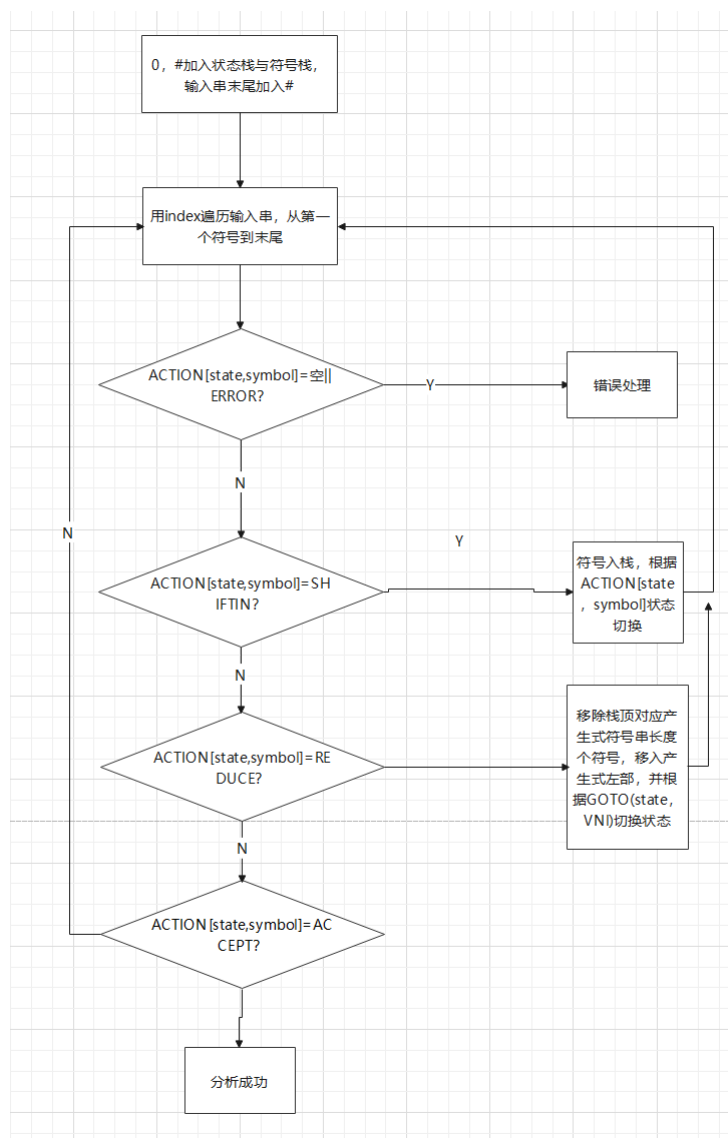 0，#加入状态栈与符号栈，
输入串末尾加入#
用index遍历输入串，从第一
个符号到末尾
ACTION[state,symbol]=空||
ERROR?
Y
错误处理
N
N
Y
ACTION[state,symbol]=SH
IFTIN?
符号入栈，根据
ACTION[state
，symbol]状态
切换
N
ACTION[state,symbol]=RE
DUCE?
移除栈顶对应产
生式符号串长度
个符号，移入产
生式左部，并根
据GOTO(state，
VNI)切换状态
N
ACTION[state,symbol]=AC
CEPT?
分析成功